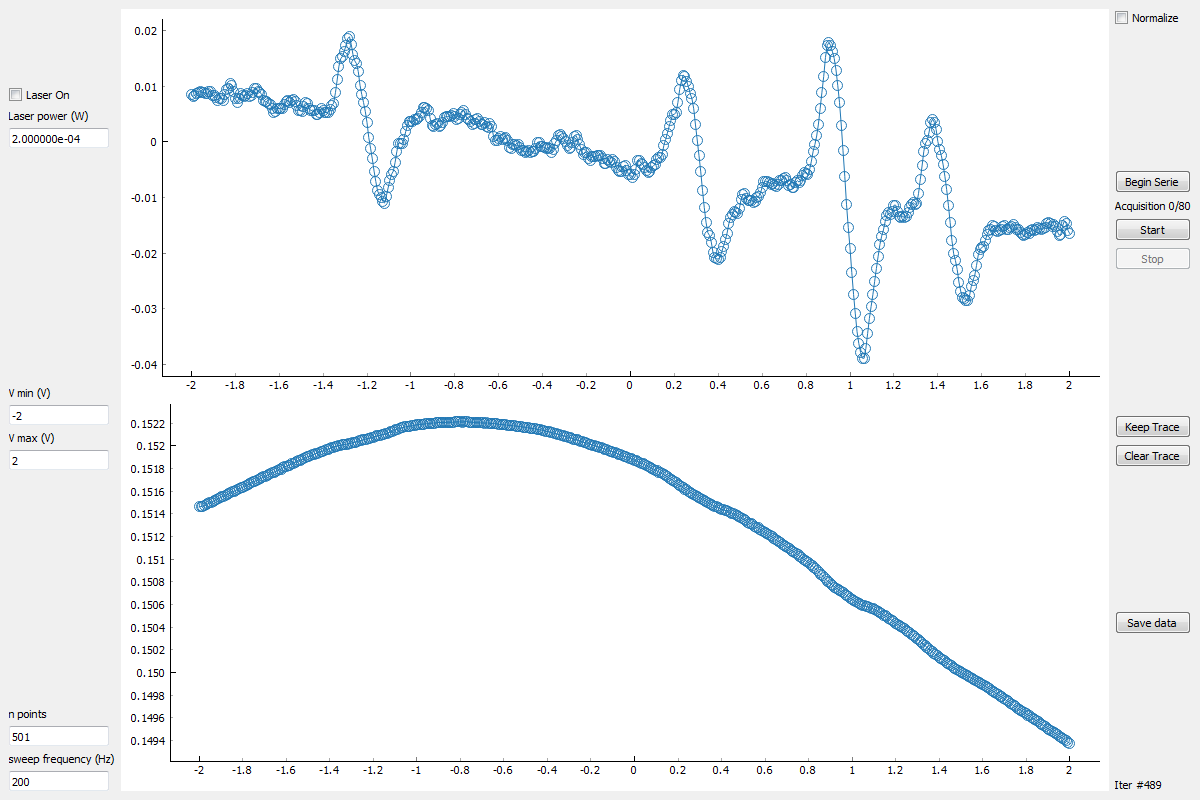 Laser On
Laser power (W)
2.000000e-04
V min (V)
-2
V max (V)
2
n points
501
sweep frequency (Hz)
200
0.02
0.01
0
-0.01
-0.02
-0.03
-0.04
-2 -1.8 -1.6 -1.4 -1.2 -1 -0.8 -0.6 -0.4 -0.2 0 0.2 0.4 0.6 0.8 1 1.2 1.4 1.6 1.8 2
0.1522
0.152
0.1518
0.1516
0.1514
0.1512
0.151
0.1508
0.1506
0.1504
0.1502
0.150
0.1498
0.1496
0.1494
-2 -1.8 -1.6 -1.4 -1.2 -1 -0.8 -0.6 -0.4 -0.2 0 0.2 0.4 0.6 0.8 1 1.2 1.4 1.6 1.8 2
Normalize
Begin Serie
Acquisition 0/80
Start
Stop
Keep Trace
Clear Trace
Save data
Iter #489